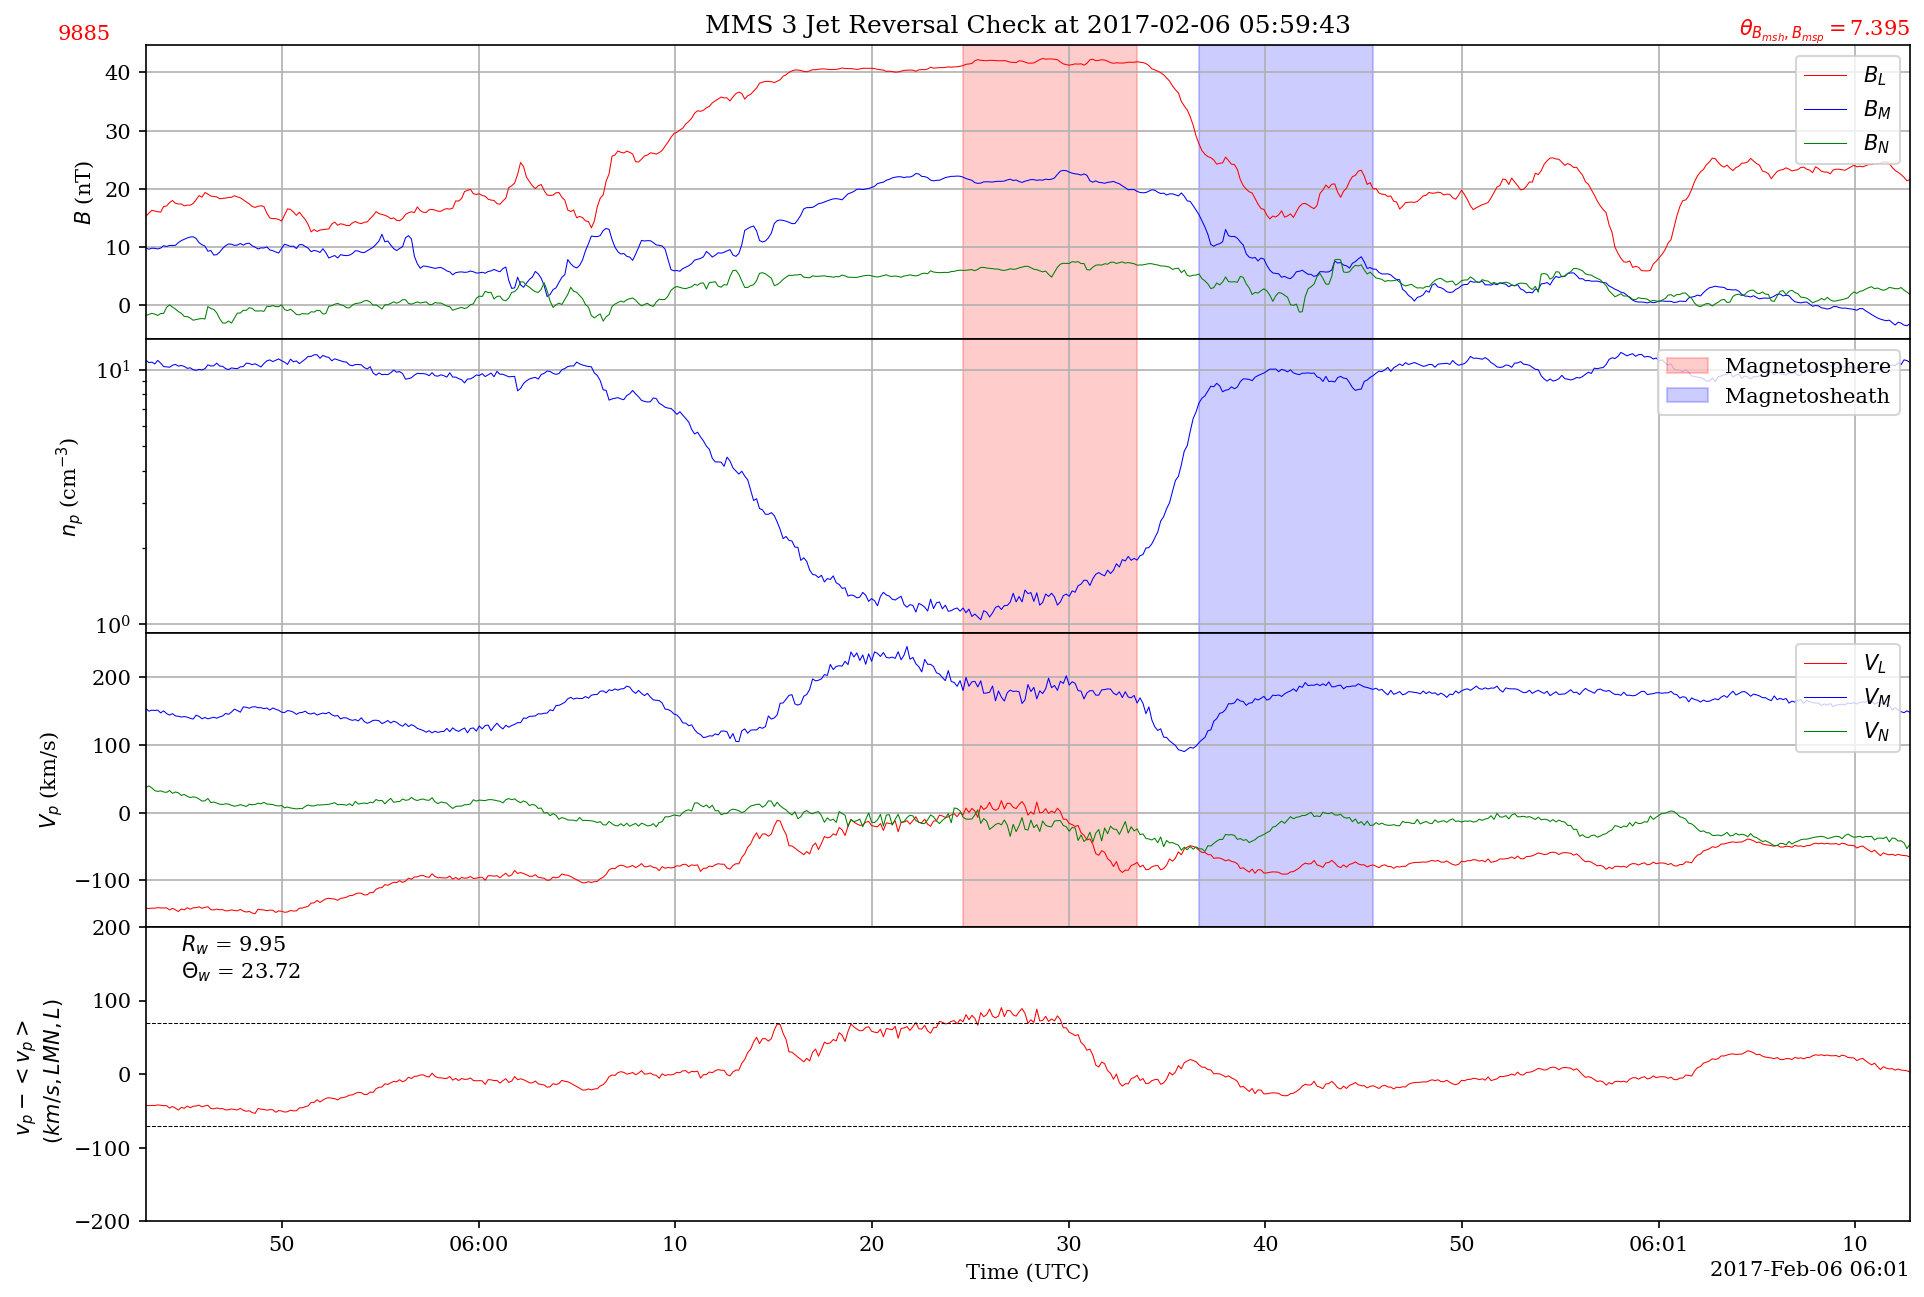 MMS 3 Jet Reversal Check at 2017-02-06 05:59:43
9885
θ_{B_{msh}, B_{msp}} = 7.395
B (nT)
40
30
20
10
0
B_L
B_M
B_N
n_p (cm^{-3})
10^1
10^0
Magnetosphere
Magnetosheath
V_p (km/s)
200
100
0
−100
V_L
V_M
V_N
v_p − < v_p >
(km/s, LMN, L)
200
100
0
−100
−200
R_w = 9.95
Θ_w = 23.72
50
06:00
10
20
30
40
50
06:01
10
Time (UTC)
2017-Feb-06 06:01